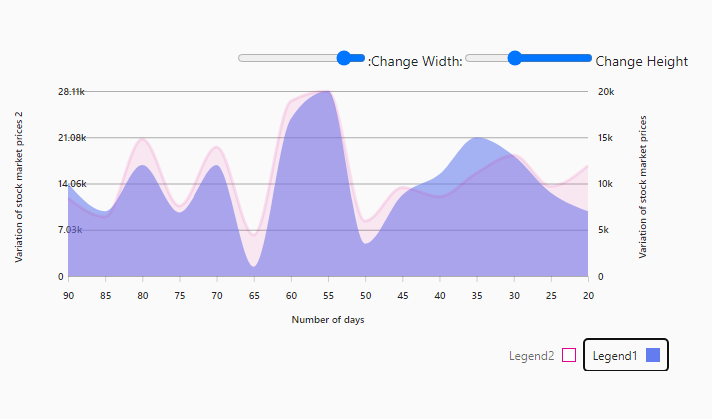 :Change Width: Change Height
Variation of stock market prices 2
28.11k
21.08k
14.06k
7.03k
0
20k
15k
10k
5k
0
Variation of stock market prices
90 85 80 75 70 65 60 55 50 45 40 35 30 25 20
Number of days
Legend2 Legend1